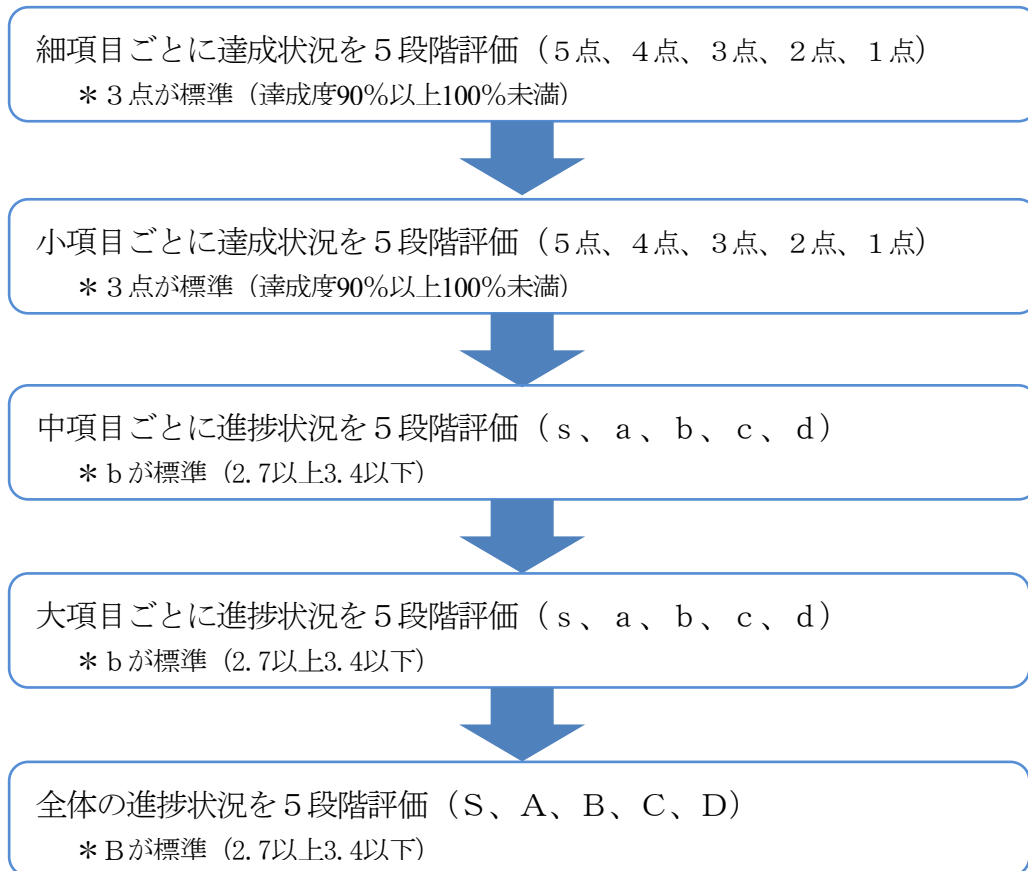 細項目ごとに達成状況を５段階評価（５点、４点、３点、２点、１点）
＊３点が標準（達成度90％以上100％未満）
小項目ごとに達成状況を５段階評価（５点、４点、３点、２点、１点）
＊３点が標準（達成度90％以上100％未満）
中項目ごとに進捗状況を５段階評価（ｓ、ａ、ｂ、ｃ、ｄ）
＊ｂが標準（2.7以上3.4以下）
大項目ごとに進捗状況を５段階評価（ｓ、ａ、ｂ、ｃ、ｄ）
＊ｂが標準（2.7以上3.4以下）
全体の進捗状況を５段階評価（Ｓ、Ａ、Ｂ、Ｃ、Ｄ）
＊Ｂが標準（2.7以上3.4以下）